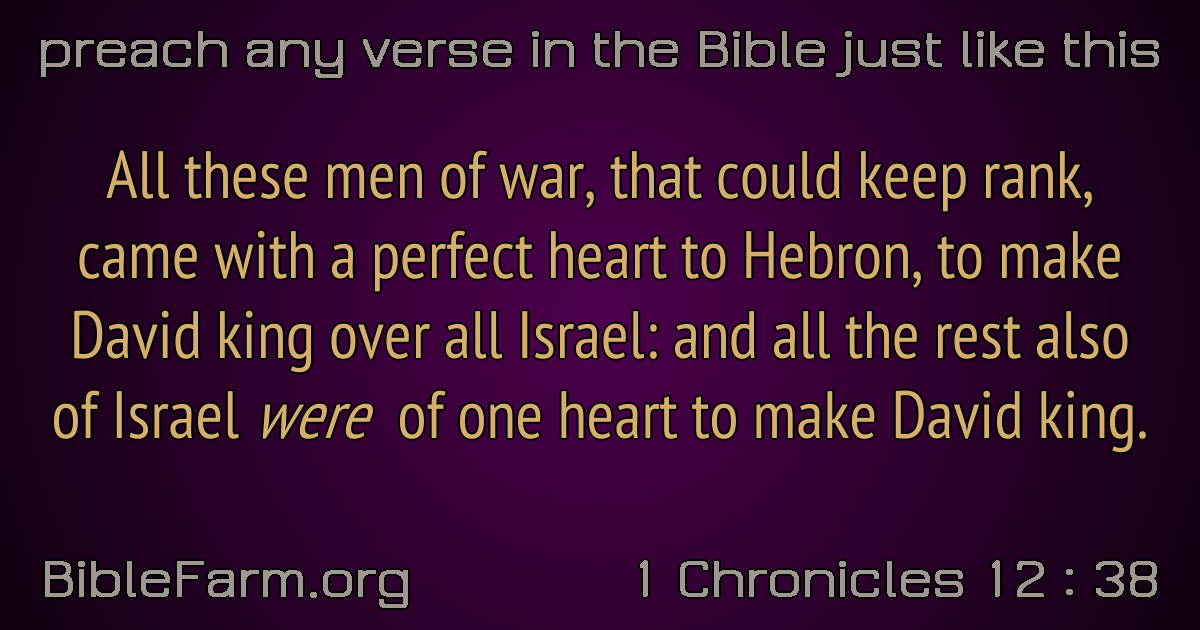 preach any verse in the Bible just like this
All these men of war, that could keep rank,
came with a perfect heart to Hebron, to make
David king over all Israel: and all the rest also
of Israel were of one heart to make David king.
BibleFarm.org
1 Chronicles 12 : 38